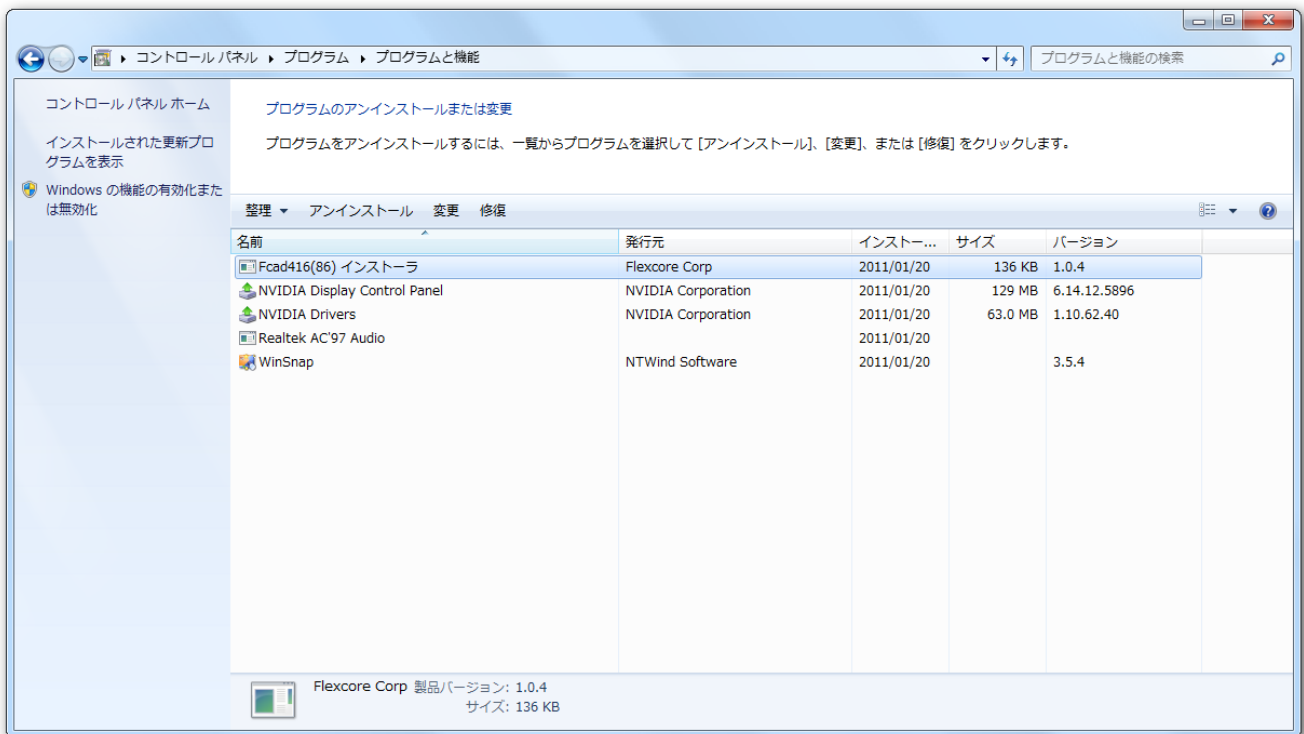 コントロール パネル ▸ プログラム ▸ プログラムと機能
プログラムと機能の検索
コントロール パネル ホーム
インストールされた更新プロ
グラムを表示
Windows の機能の有効化また
は無効化
プログラムのアンインストールまたは変更
プログラムをアンインストールするには、一覧からプログラムを選択して [アンインストール]、[変更]、または [修復] をクリックします。
整理 ▼ アンインストール 変更 修復
名前 発行元 インストー... サイズ バージョン
Fcad416(86) インストーラ Flexcore Corp 2011/01/20 136 KB 1.0.4
NVIDIA Display Control Panel NVIDIA Corporation 2011/01/20 129 MB 6.14.12.5896
NVIDIA Drivers NVIDIA Corporation 2011/01/20 63.0 MB 1.10.62.40
Realtek AC'97 Audio 2011/01/20
WinSnap NTWind Software 2011/01/20 3.5.4
Flexcore Corp 製品バージョン: 1.0.4
サイズ: 136 KB